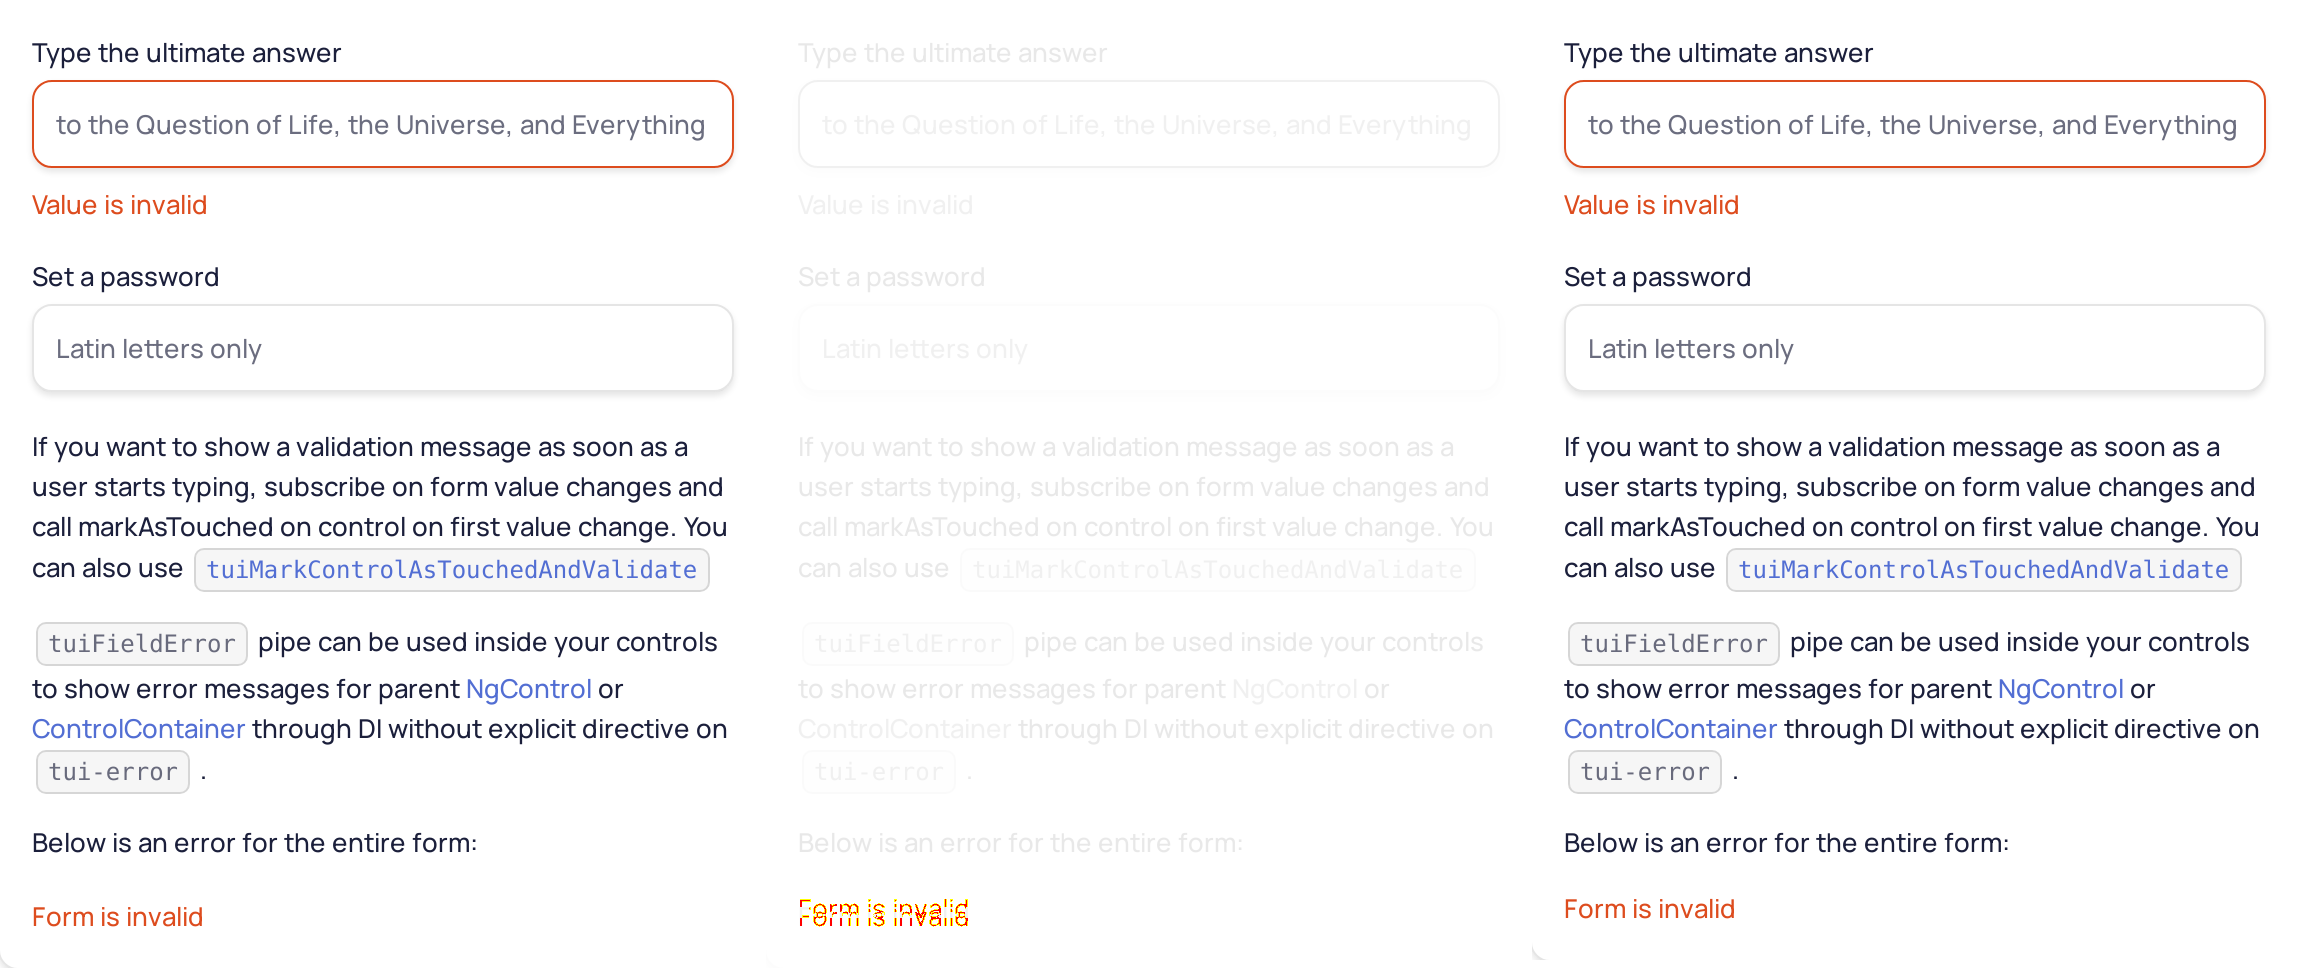 Type the ultimate answer
to the Question of Life, the Universe, and Everything
Value is invalid
Set a password
Latin letters only
If you want to show a validation message as soon as a
user starts typing, subscribe on form value changes and
call markAsTouched on control on first value change. You
can also use tuiMarkControlAsTouchedAndValidate
tuiFieldError pipe can be used inside your controls
to show error messages for parent NgControl or
ControlContainer through DI without explicit directive on
tui-error .
Below is an error for the entire form:
Form is invalid
Type the ultimate answer
to the Question of Life, the Universe, and Everything
Value is invalid
Set a password
Latin letters only
If you want to show a validation message as soon as a
user starts typing, subscribe on form value changes and
call markAsTouched on control on first value change. You
can also use tuiMarkControlAsTouchedAndValidate
tuiFieldError pipe can be used inside your controls
to show error messages for parent NgControl or
ControlContainer through DI without explicit directive on
tui-error .
Below is an error for the entire form:
Form is invalid
Type the ultimate answer
to the Question of Life, the Universe, and Everything
Value is invalid
Set a password
Latin letters only
If you want to show a validation message as soon as a
user starts typing, subscribe on form value changes and
call markAsTouched on control on first value change. You
can also use tuiMarkControlAsTouchedAndValidate
tuiFieldError pipe can be used inside your controls
to show error messages for parent NgControl or
ControlContainer through DI without explicit directive on
tui-error .
Below is an error for the entire form:
Form is invalid